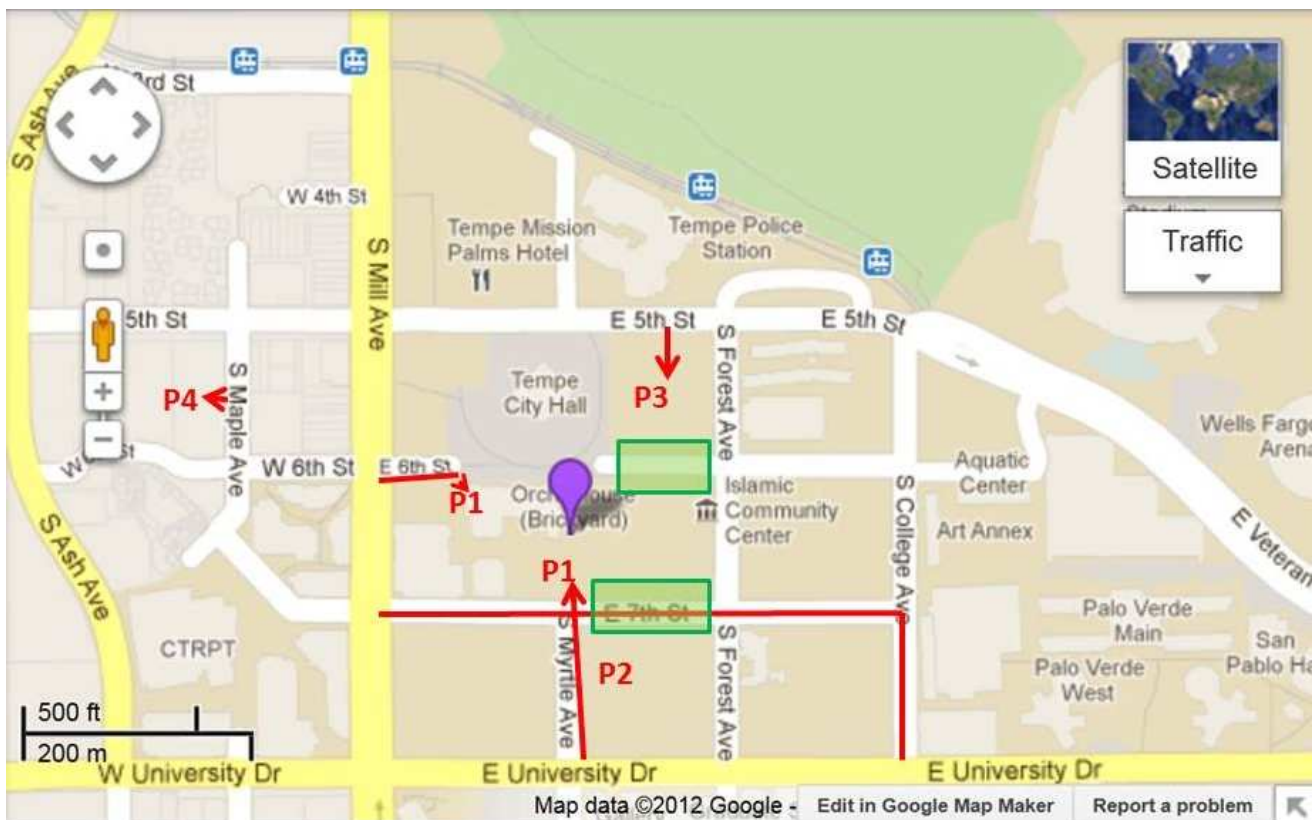 W 3rd St
S Ash Ave
W 4th St
S Mill Ave
Tempe Mission
Palms Hotel
Tempe Police
Station
Satellite
Traffic
5th St
E 5th St
E 5th St
S Maple Ave
P4
Tempe
City Hall
P3
S Forest Ave
Wells Fargo
Arena
W 6th St
E 6th St
P1
Orchidhouse
(Brickyard)
Islamic
Community
Center
S College Ave
Aquatic
Center
Art Annex
E Veteran
S Ash Ave
P1
E 7th St
CTRPT
S Myrtle Ave
P2
S Forest Ave
Palo Verde
Main
Palo Verde
West
San
Pablo Ha
500 ft
200 m
W University Dr
E University Dr
E University Dr
Map data ©2012 Google -
Edit in Google Map Maker
Report a problem